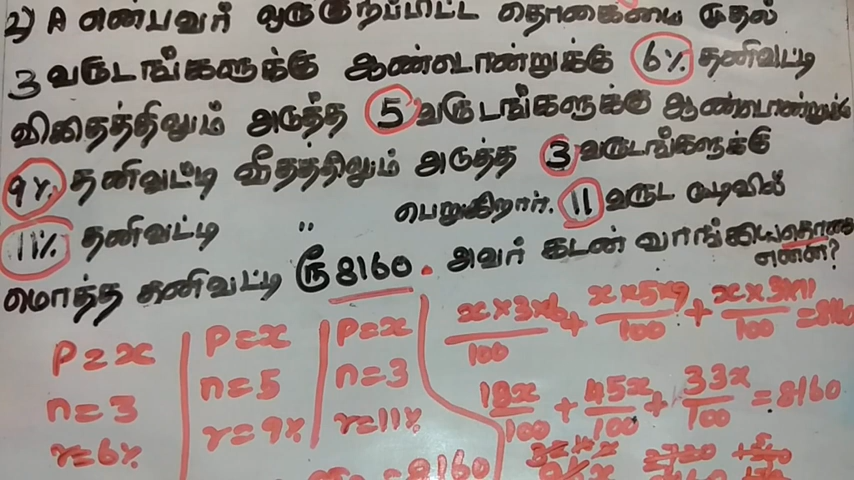 2) A என்பவர் ஒரு குறிப்பிட்ட தொகையை முதல்
3 வருடங்களுக்கு ஆண்டொன்றுக்கு 6% தனிவட்டி
விதைத்திலும் அடுத்த 5 வருடங்களுக்கு ஆண்டொன்றுக்கு
9% தனிவட்டி வீதத்திலும் அடுத்த 3 வருடங்களுக்கு
11% தனிவட்டி " பெறுகிறார். 11 வருட முடிவில்
மொத்த தனிவட்டி ரூ 8160. அவர் கடன் வாங்கிய தொகை
என்ன?
P = x | P = x | P = x
n = 3 | n = 5 | n = 3
r = 6% | r = 9% | r = 11%
x×3×6/100 + x×5×9/100 + x×3×11/100 = 8160
18x/100 + 45x/100 + 33x/100 = 8160
= 8160